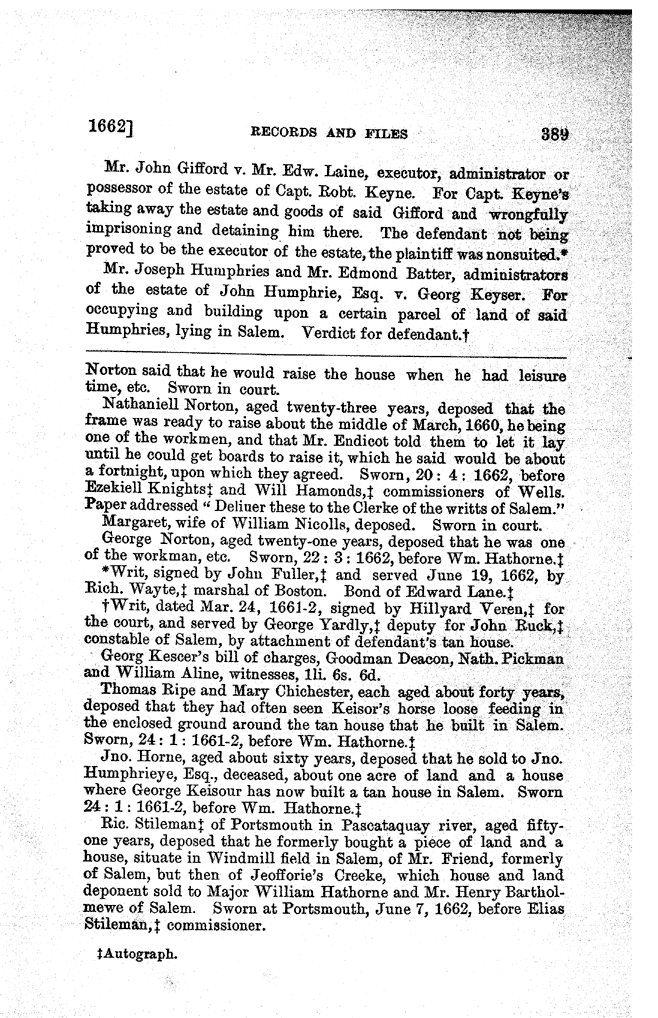 1662] RECORDS AND FILES 389
Mr. John Gifford v. Mr. Edw. Laine, executor, administrator or
possessor of the estate of Capt. Robt. Keyne. For Capt. Keyne's
taking away the estate and goods of said Gifford and wrongfully
imprisoning and detaining him there. The defendant not being
proved to be the executor of the estate, the plaintiff was nonsuited.*
Mr. Joseph Humphries and Mr. Edmond Batter, administrators
of the estate of John Humphrie, Esq. v. Georg Keyser. For
occupying and building upon a certain parcel of land of said
Humphries, lying in Salem. Verdict for defendant.†
Norton said that he would raise the house when he had leisure
time, etc. Sworn in court.
Nathaniell Norton, aged twenty-three years, deposed that the
frame was ready to raise about the middle of March, 1660, he being
one of the workmen, and that Mr. Endicot told them to let it lay
until he could get boards to raise it, which he said would be about
a fortnight, upon which they agreed. Sworn, 20 : 4 : 1662, before
Ezekiell Knights‡ and Will Hamonds,‡ commissioners of Wells.
Paper addressed "Deliuer these to the Clerke of the writts of Salem."
Margaret, wife of William Nicolls, deposed. Sworn in court.
George Norton, aged twenty-one years, deposed that he was one
of the workman, etc. Sworn, 22 : 3 : 1662, before Wm. Hathorne.‡
*Writ, signed by John Fuller,‡ and served June 19, 1662, by
Rich. Wayte,‡ marshal of Boston. Bond of Edward Lane.‡
†Writ, dated Mar. 24, 1661-2, signed by Hillyard Veren,‡ for
the court, and served by George Yardly,‡ deputy for John Ruck,‡
constable of Salem, by attachment of defendant's tan house.
Georg Kescer's bill of charges, Goodman Deacon, Nath. Pickman
and William Aline, witnesses, 1li. 6s. 6d.
Thomas Ripe and Mary Chichester, each aged about forty years,
deposed that they had often seen Keisor's horse loose feeding in
the enclosed ground around the tan house that he built in Salem.
Sworn, 24 : 1 : 1661-2, before Wm. Hathorne.‡
Jno. Horne, aged about sixty years, deposed that he sold to Jno.
Humphrieye, Esq., deceased, about one acre of land and a house
where George Keisour has now built a tan house in Salem. Sworn
24 : 1 : 1661-2, before Wm. Hathorne.‡
Ric. Stileman‡ of Portsmouth in Pascataquay river, aged fifty-
one years, deposed that he formerly bought a piece of land and a
house, situate in Windmill field in Salem, of Mr. Friend, formerly
of Salem, but then of Jeofforie's Creeke, which house and land
deponent sold to Major William Hathorne and Mr. Henry Barthol-
mewe of Salem. Sworn at Portsmouth, June 7, 1662, before Elias
Stileman,‡ commissioner.
‡Autograph.